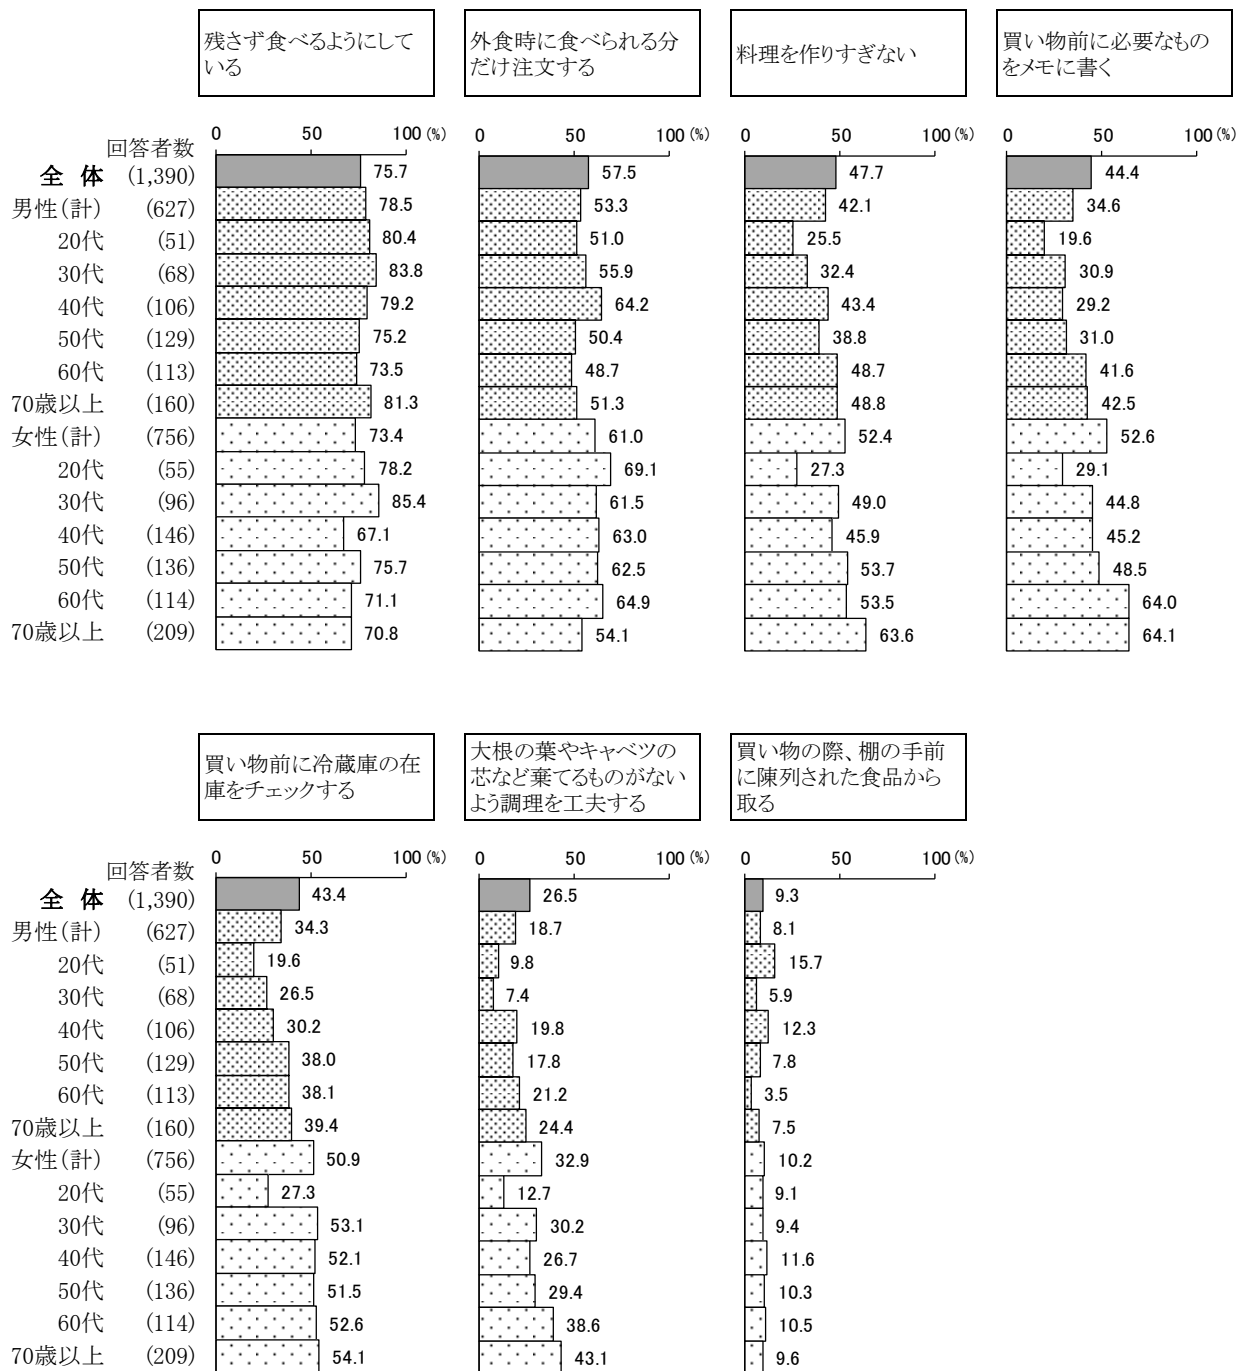 残さず食べるようにして
いる
外食時に食べられる分
だけ注文する
料理を作りすぎない
買い物前に必要なもの
をメモに書く
0 50 100 (%) 0 50 100 (%) 0 50 100 (%) 0 50 100 (%)
回答者数
全 体 (1,390) 75.7 57.5 47.7 44.4
男性(計) (627) 78.5 53.3 42.1 34.6
20代 (51) 80.4 51.0 25.5 19.6
30代 (68) 83.8 55.9 32.4 30.9
40代 (106) 79.2 64.2 43.4 29.2
50代 (129) 75.2 50.4 38.8 31.0
60代 (113) 73.5 48.7 48.7 41.6
70歳以上 (160) 81.3 51.3 48.8 42.5
女性(計) (756) 73.4 61.0 52.4 52.6
20代 (55) 78.2 69.1 27.3 29.1
30代 (96) 85.4 61.5 49.0 44.8
40代 (146) 67.1 63.0 45.9 45.2
50代 (136) 75.7 62.5 53.7 48.5
60代 (114) 71.1 64.9 53.5 64.0
70歳以上 (209) 70.8 54.1 63.6 64.1
買い物前に冷蔵庫の在
庫をチェックする
大根の葉やキャベツの
芯など棄てるものがない
よう調理を工夫する
買い物の際、棚の手前
に陳列された食品から
取る
0 50 100 (%) 0 50 100 (%) 0 50 100 (%)
回答者数
全 体 (1,390) 43.4 26.5 9.3
男性(計) (627) 34.3 18.7 8.1
20代 (51) 19.6 9.8 15.7
30代 (68) 26.5 7.4 5.9
40代 (106) 30.2 19.8 12.3
50代 (129) 38.0 17.8 7.8
60代 (113) 38.1 21.2 3.5
70歳以上 (160) 39.4 24.4 7.5
女性(計) (756) 50.9 32.9 10.2
20代 (55) 27.3 12.7 9.1
30代 (96) 53.1 30.2 9.4
40代 (146) 52.1 26.7 11.6
50代 (136) 51.5 29.4 10.3
60代 (114) 52.6 38.6 10.5
70歳以上 (209) 54.1 43.1 9.6